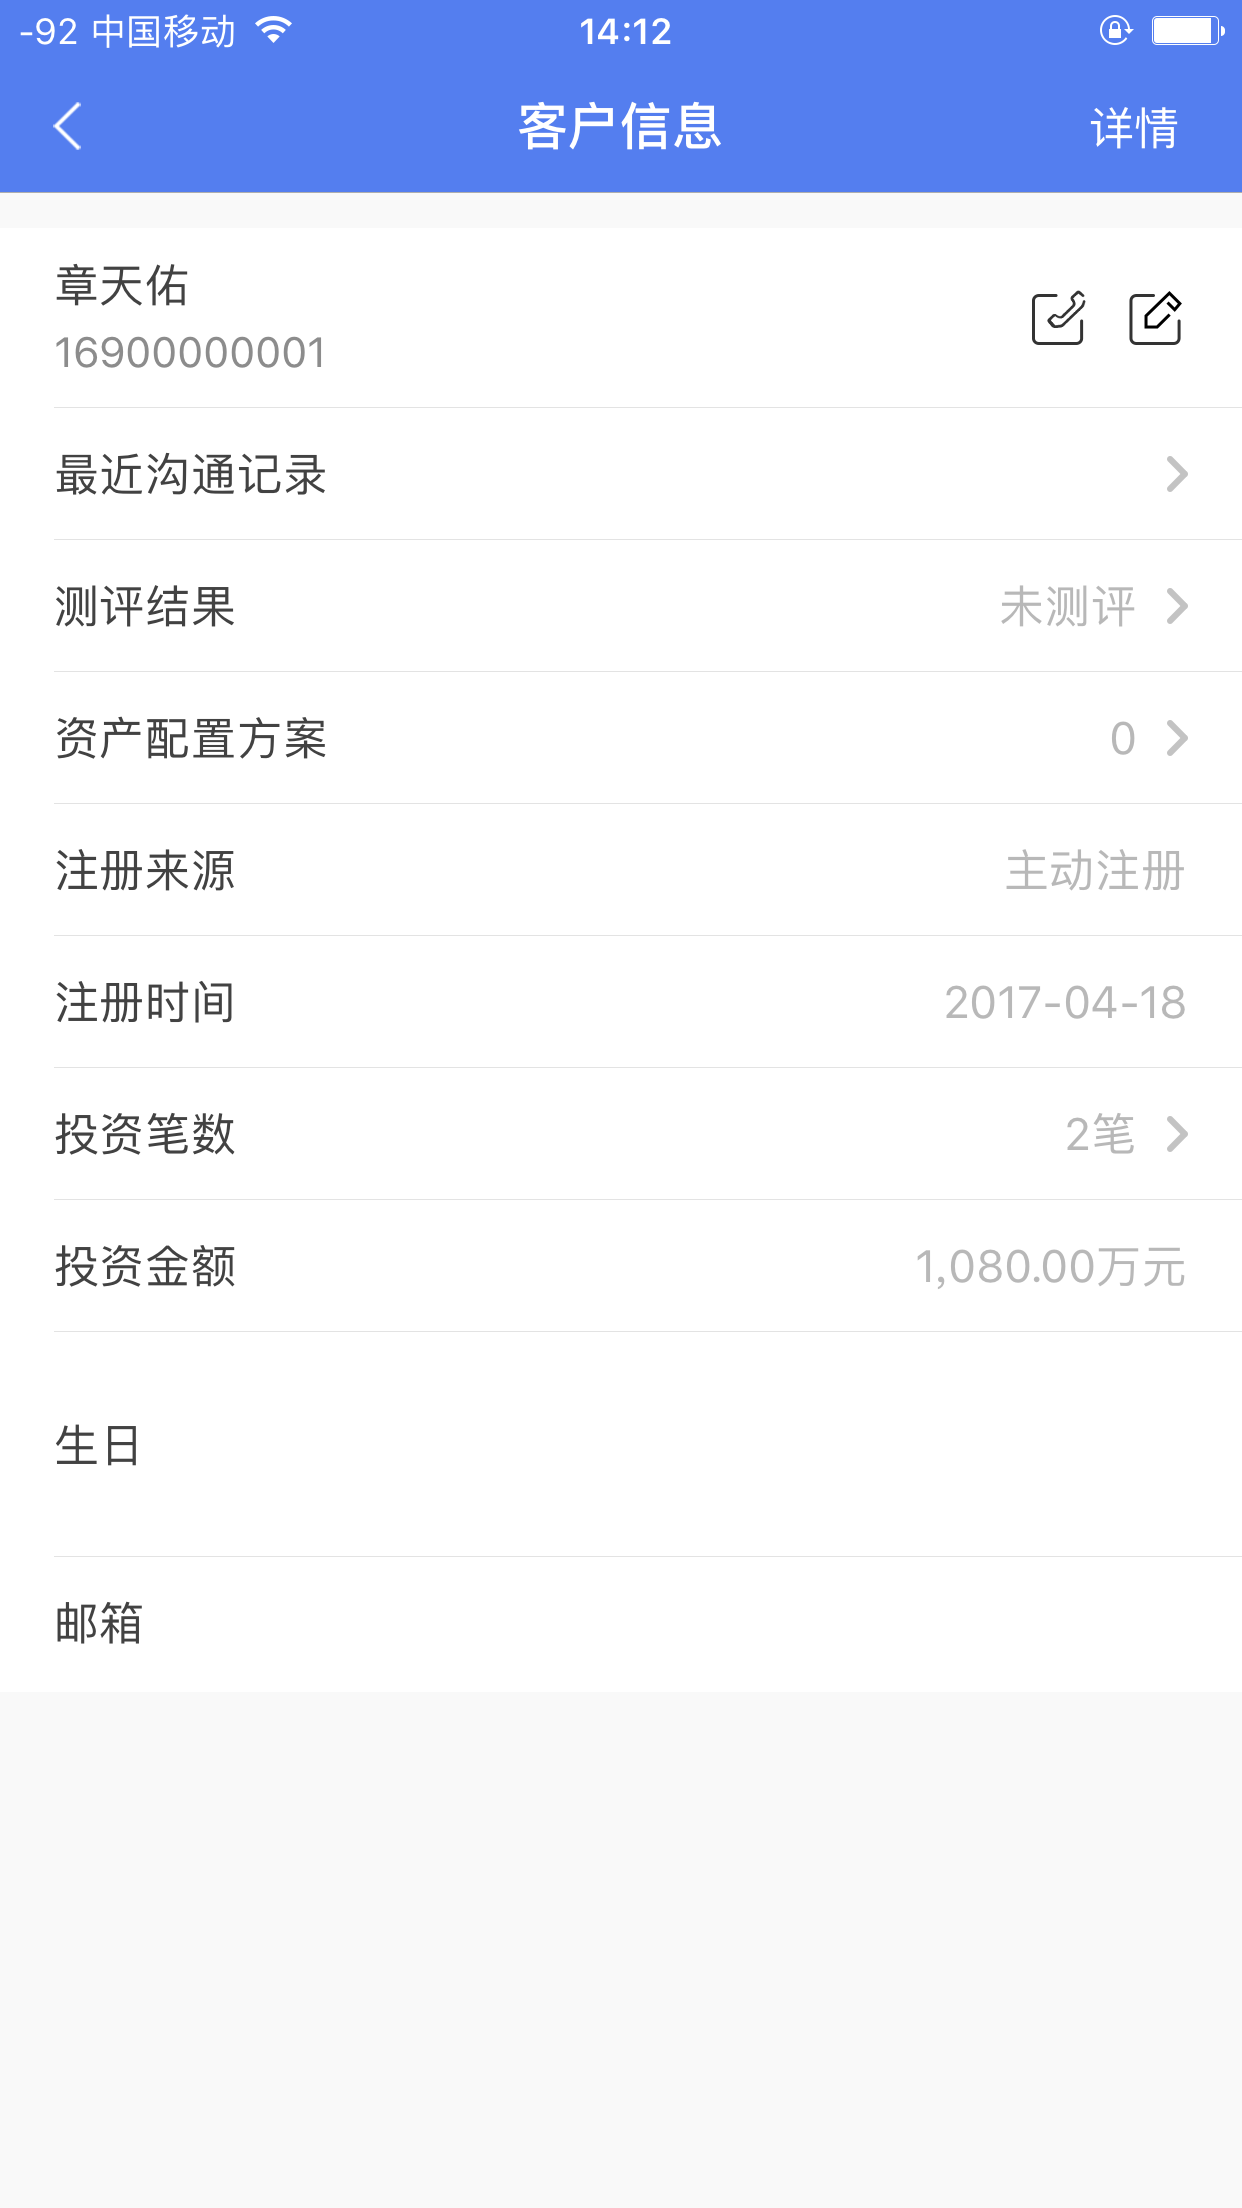 -92 中国移动 14:12
客户信息 详情
章天佑
16900000001
最近沟通记录
测评结果 未测评
资产配置方案 0
注册来源 主动注册
注册时间 2017-04-18
投资笔数 2笔
投资金额 1,080.00万元
生日
邮箱